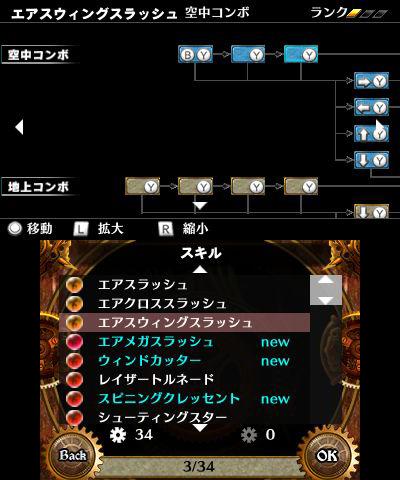 エアスウィングスラッシュ 空中コンボ ランク
空中コンボ
B Y Y Y
Y
Y
Y
Y
地上コンボ Y Y Y Y
Y
移動 L 拡大 R 縮小
スキル
エアスラッシュ
エアクロススラッシュ
エアスウィングスラッシュ
エアメガスラッシュ new
ウィンドカッター new
レイザートルネード
スピニングクレッセント new
シューティングスター
34 0
Back 3/34 OK